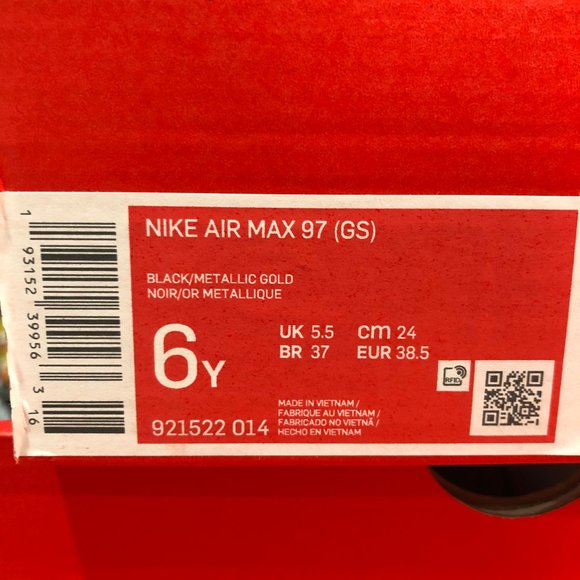 NIKE AIR MAX 97 (GS)
BLACK/METALLIC GOLD
NOIR/OR METALLIQUE
6Y
UK 5.5 cm 24
BR 37 EUR 38.5
921522 014
MADE IN VIETNAM /
FABRIQUE AU VIETNAM /
FABRICADO NO VIETNÃ /
HECHO EN VIETNAM
RFID
1 93152 39956 3 16